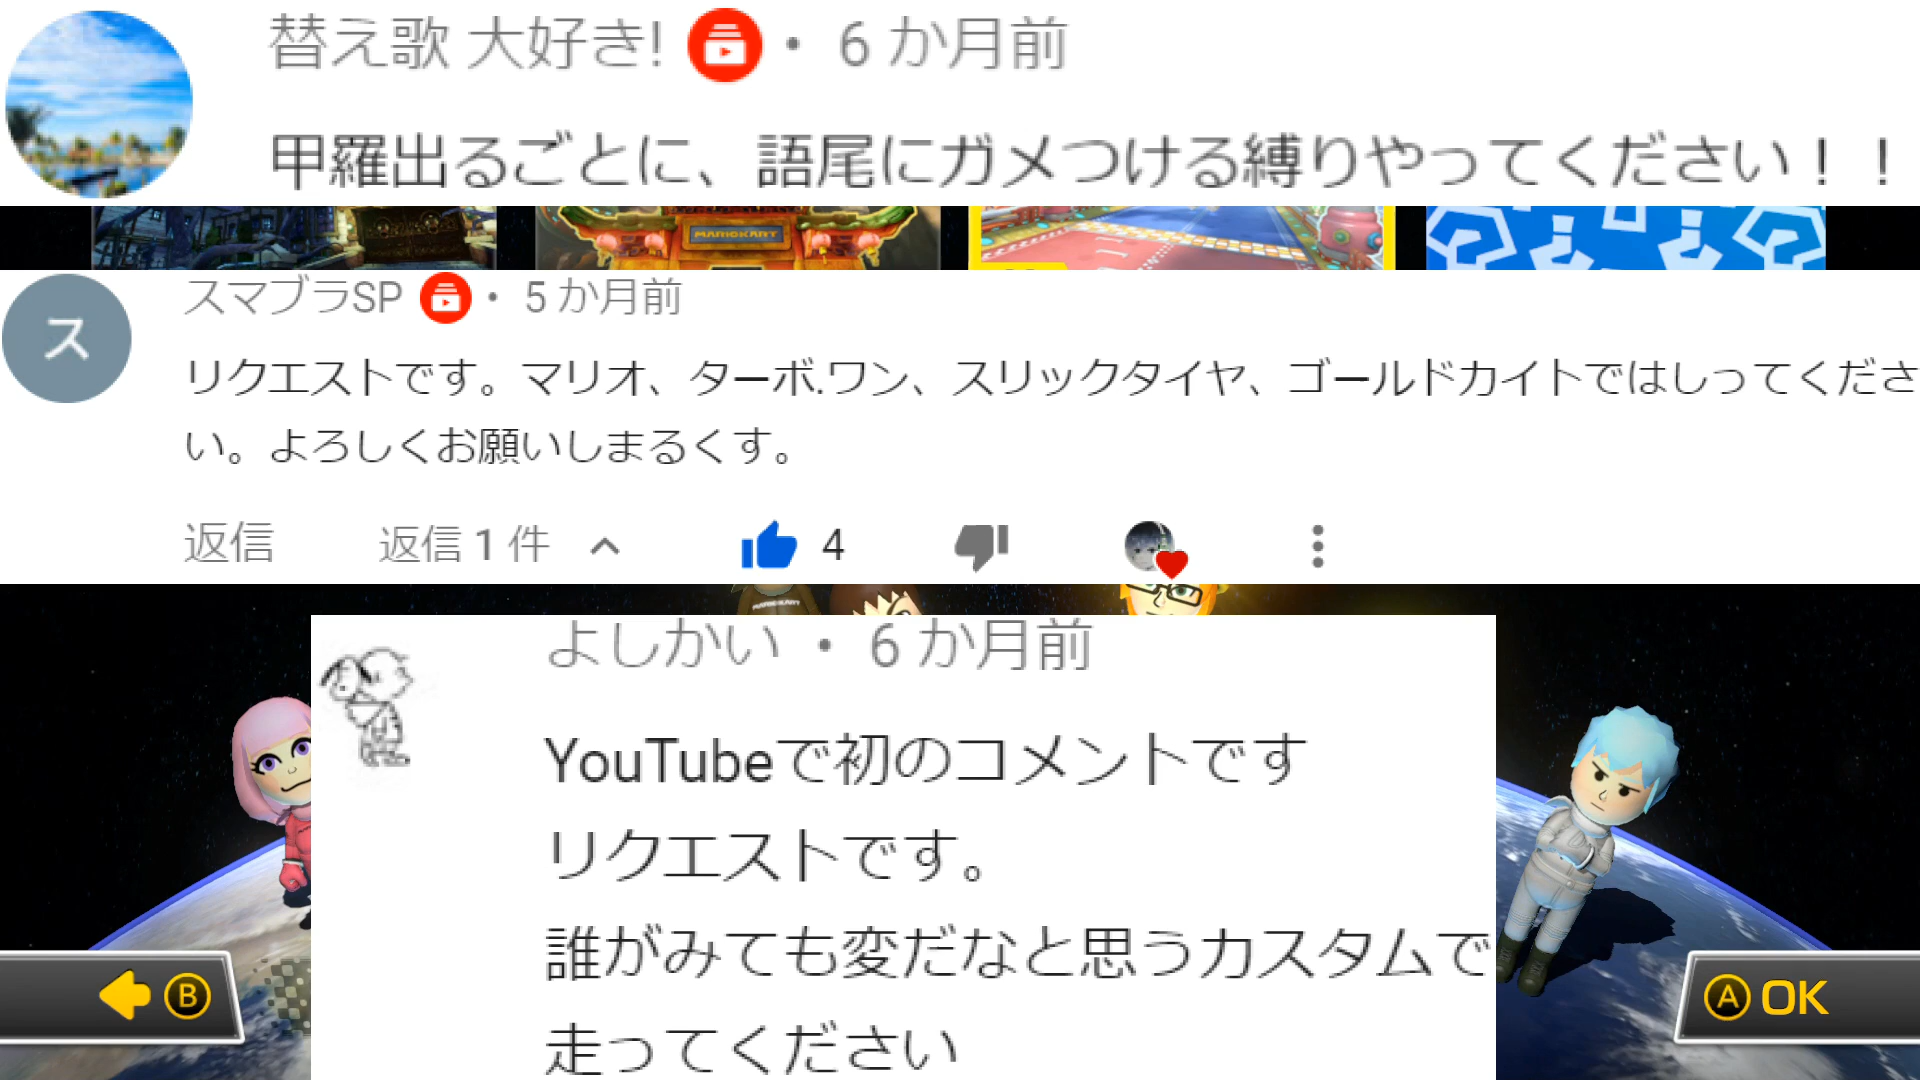 替え歌 大好き! ・ 6 か月前
甲羅出るごとに、語尾にガメつける縛りやってください！！
MARIOKART
スマブラSP ・ 5 か月前
ス
リクエストです。マリオ、ターボ.ワン、スリックタイヤ、ゴールドカイトではしってくださ
い。よろしくお願いしまるくす。
返信 返信 1 件 4
MARIOKART
よしかい ・ 6 か月前
YouTubeで初のコメントです
リクエストです。
誰がみても変だなと思うカスタムで
走ってください
B
A OK